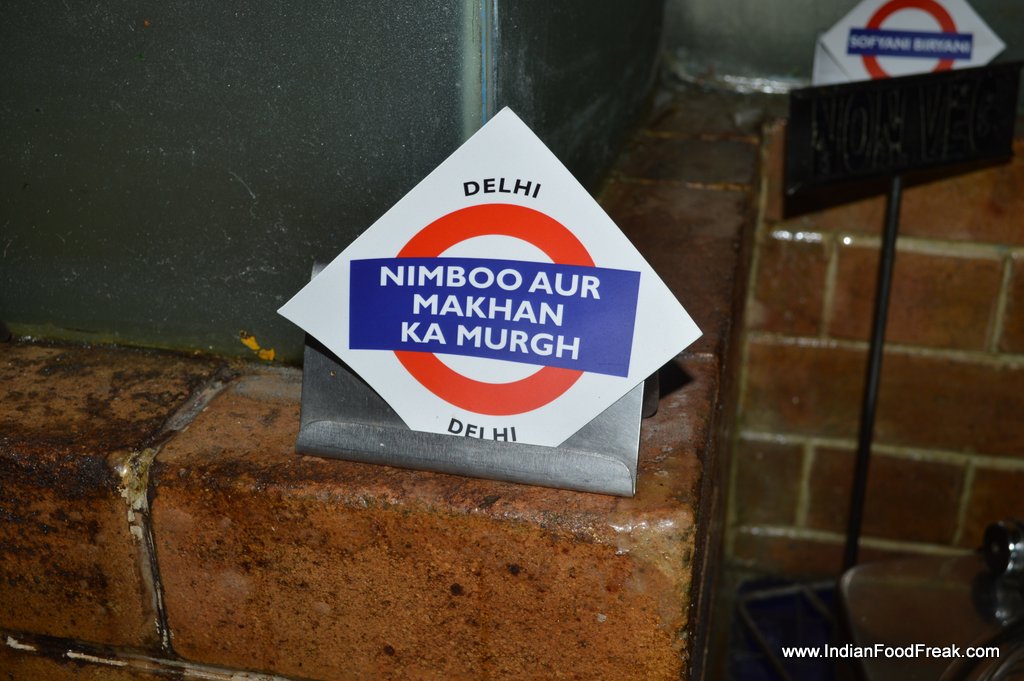 DELHI
NIMBOO AUR
MAKHAN
KA MURGH
DELHI
SOFYANI BIRYANI
NON VEG
www.IndianFoodFreak.com